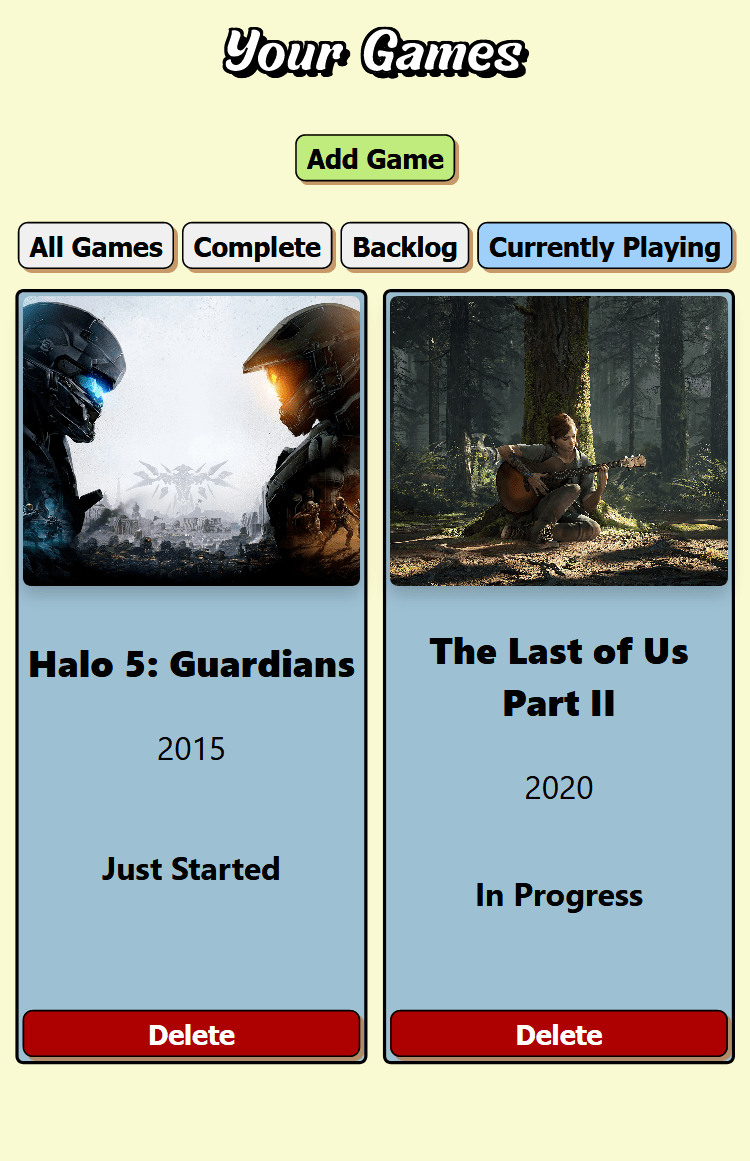 Your Games
Add Game
All Games
Complete
Backlog
Currently Playing
Halo 5: Guardians
2015
Just Started
Delete
The Last of Us
Part II
2020
In Progress
Delete